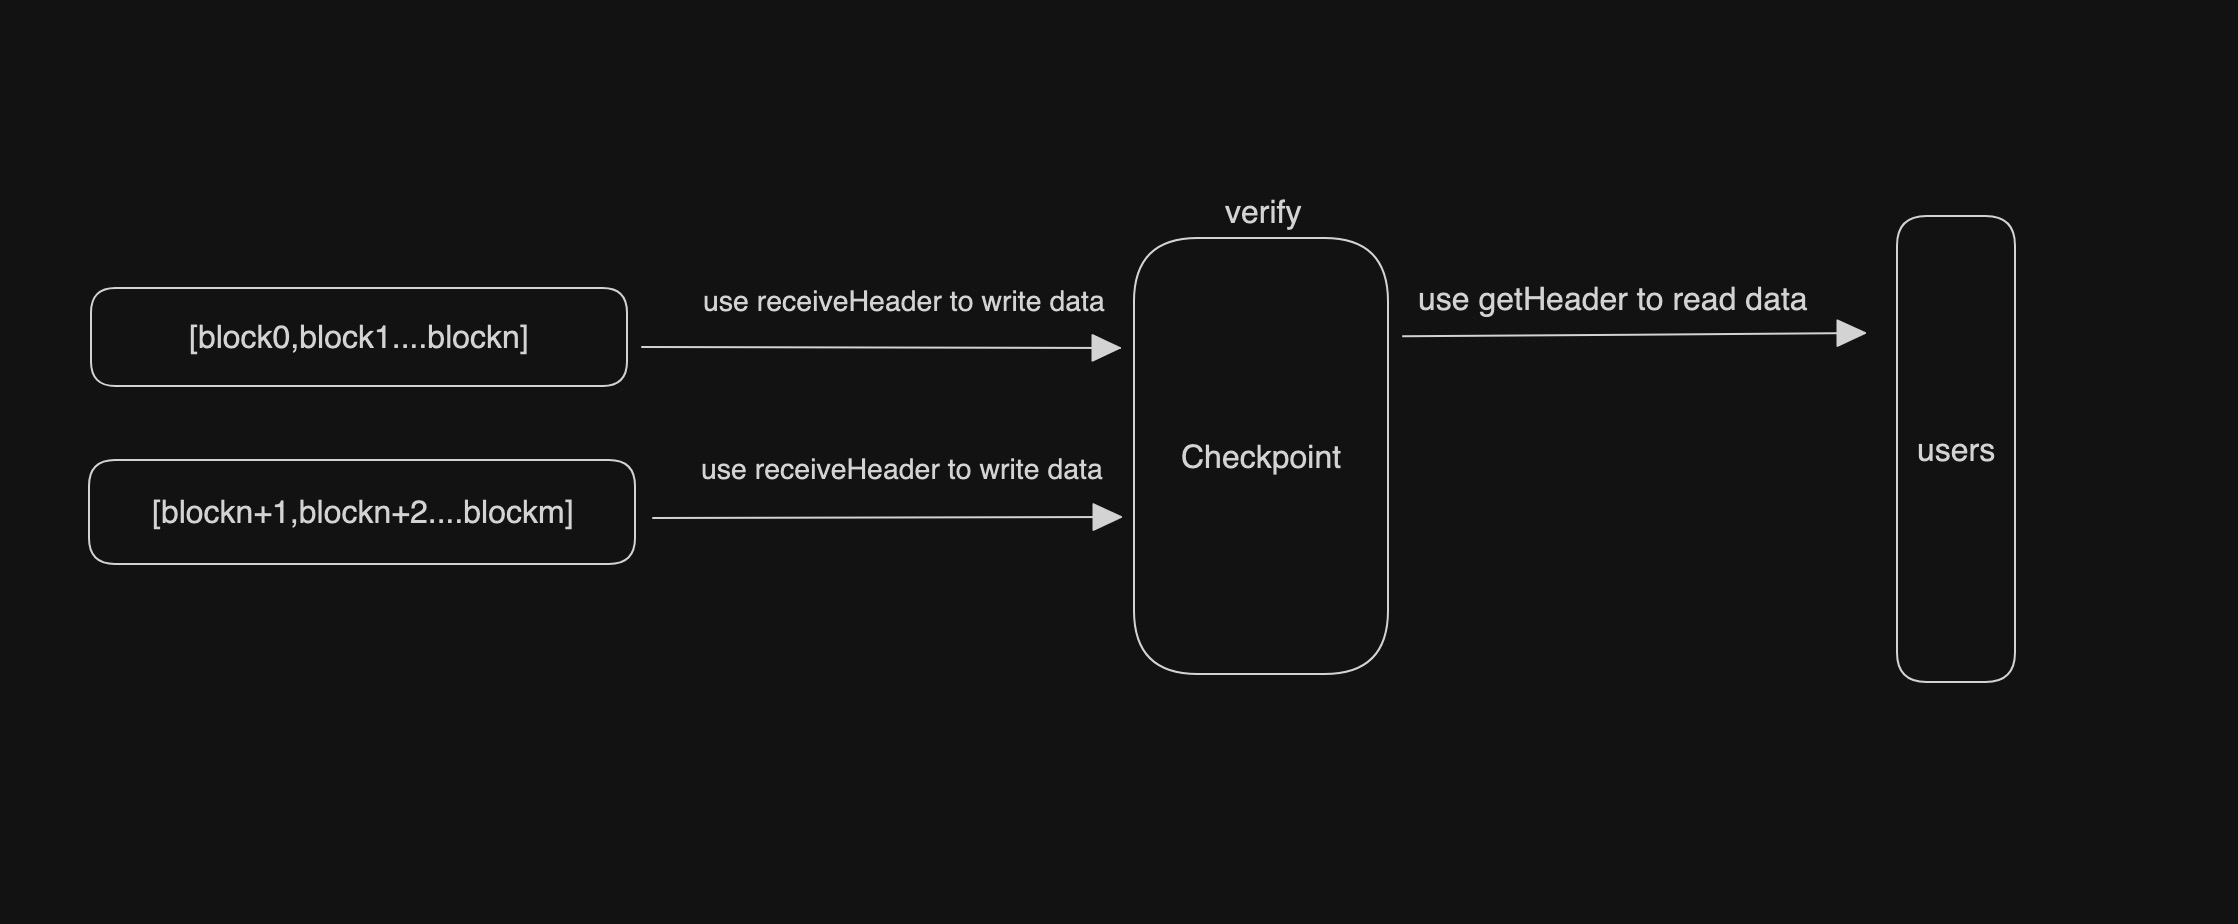 verify
use receiveHeader to write data
use getHeader to read data
[block0,block1....blockn]
Checkpoint
users
use receiveHeader to write data
[blockn+1,blockn+2....blockm]